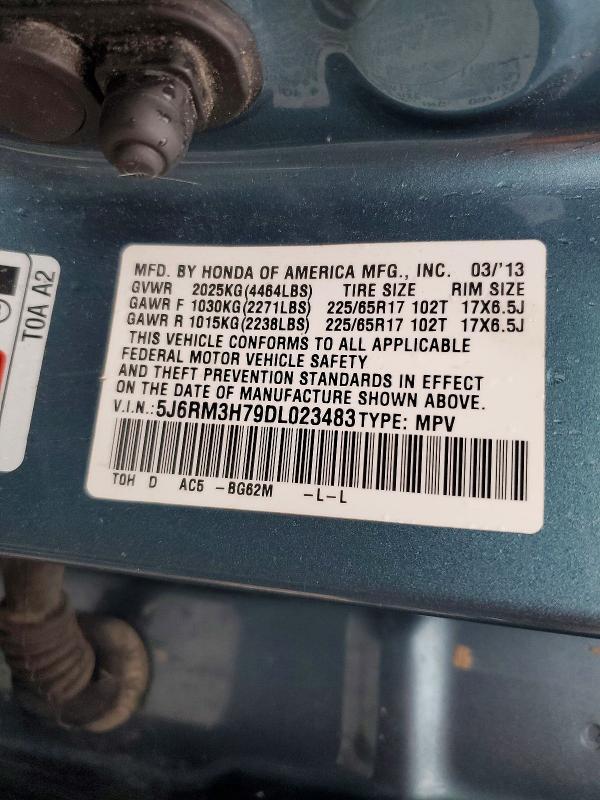 MFD. BY HONDA OF AMERICA MFG., INC. 03/'13
GVWR 2025KG(4464LBS) TIRE SIZE RIM SIZE
GAWR F 1030KG(2271LBS) 225/65R17 102T 17X6.5J
GAWR R 1015KG(2238LBS) 225/65R17 102T 17X6.5J
THIS VEHICLE CONFORMS TO ALL APPLICABLE
FEDERAL MOTOR VEHICLE SAFETY
AND THEFT PREVENTION STANDARDS IN EFFECT
ON THE DATE OF MANUFACTURE SHOWN ABOVE.
V.I.N.:5J6RM3H79DL023483 TYPE: MPV
TOH D AC5 -BG62M -L-L
TOA A2